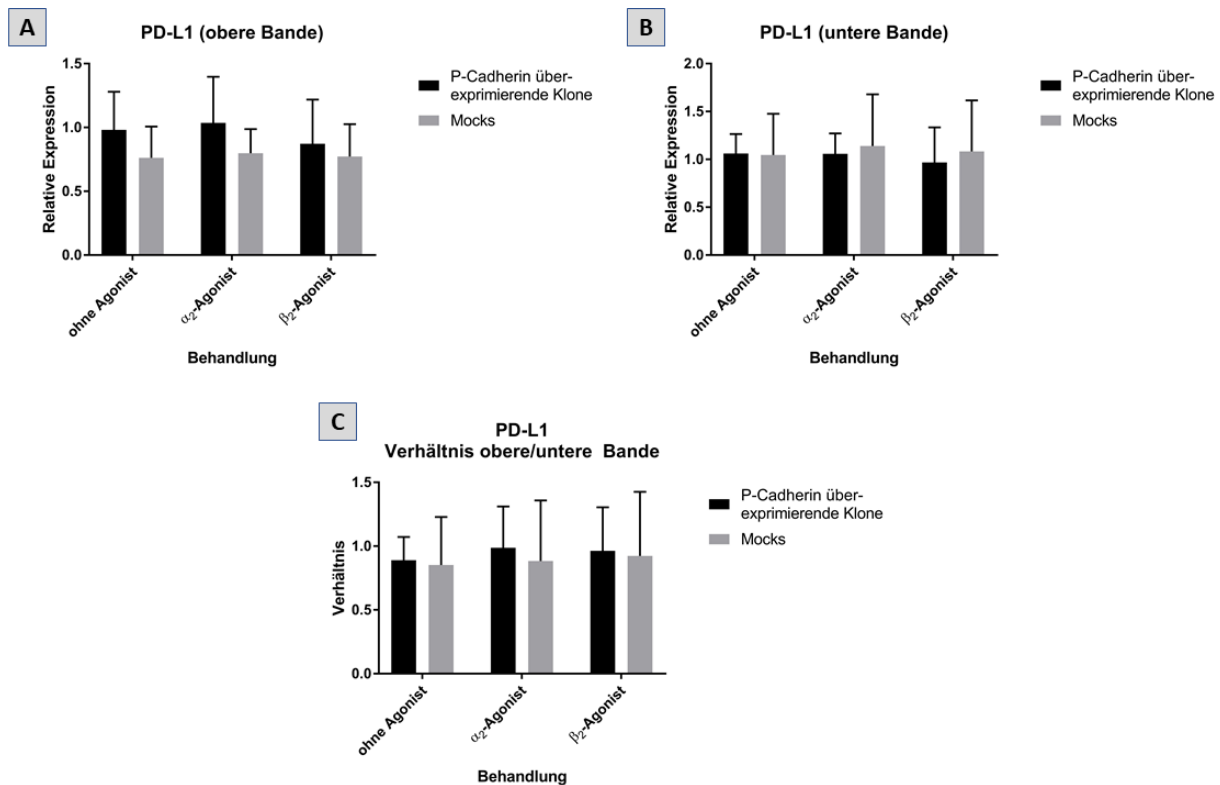 A
PD-L1 (obere Bande)
1.5
1.0
0.5
0.0
Relative Expression
ohne Agonist
α₂-Agonist
β₂-Agonist
Behandlung
P-Cadherin über-
exprimierende Klone
Mocks
B
PD-L1 (untere Bande)
2.0
1.5
1.0
0.5
0.0
Relative Expression
ohne Agonist
α₂-Agonist
β₂-Agonist
Behandlung
P-Cadherin über-
exprimierende Klone
Mocks
C
PD-L1
Verhältnis obere/untere Bande
1.5
1.0
0.5
0.0
Verhältnis
ohne Agonist
α₂-Agonist
β₂-Agonist
Behandlung
P-Cadherin über-
exprimierende Klone
Mocks